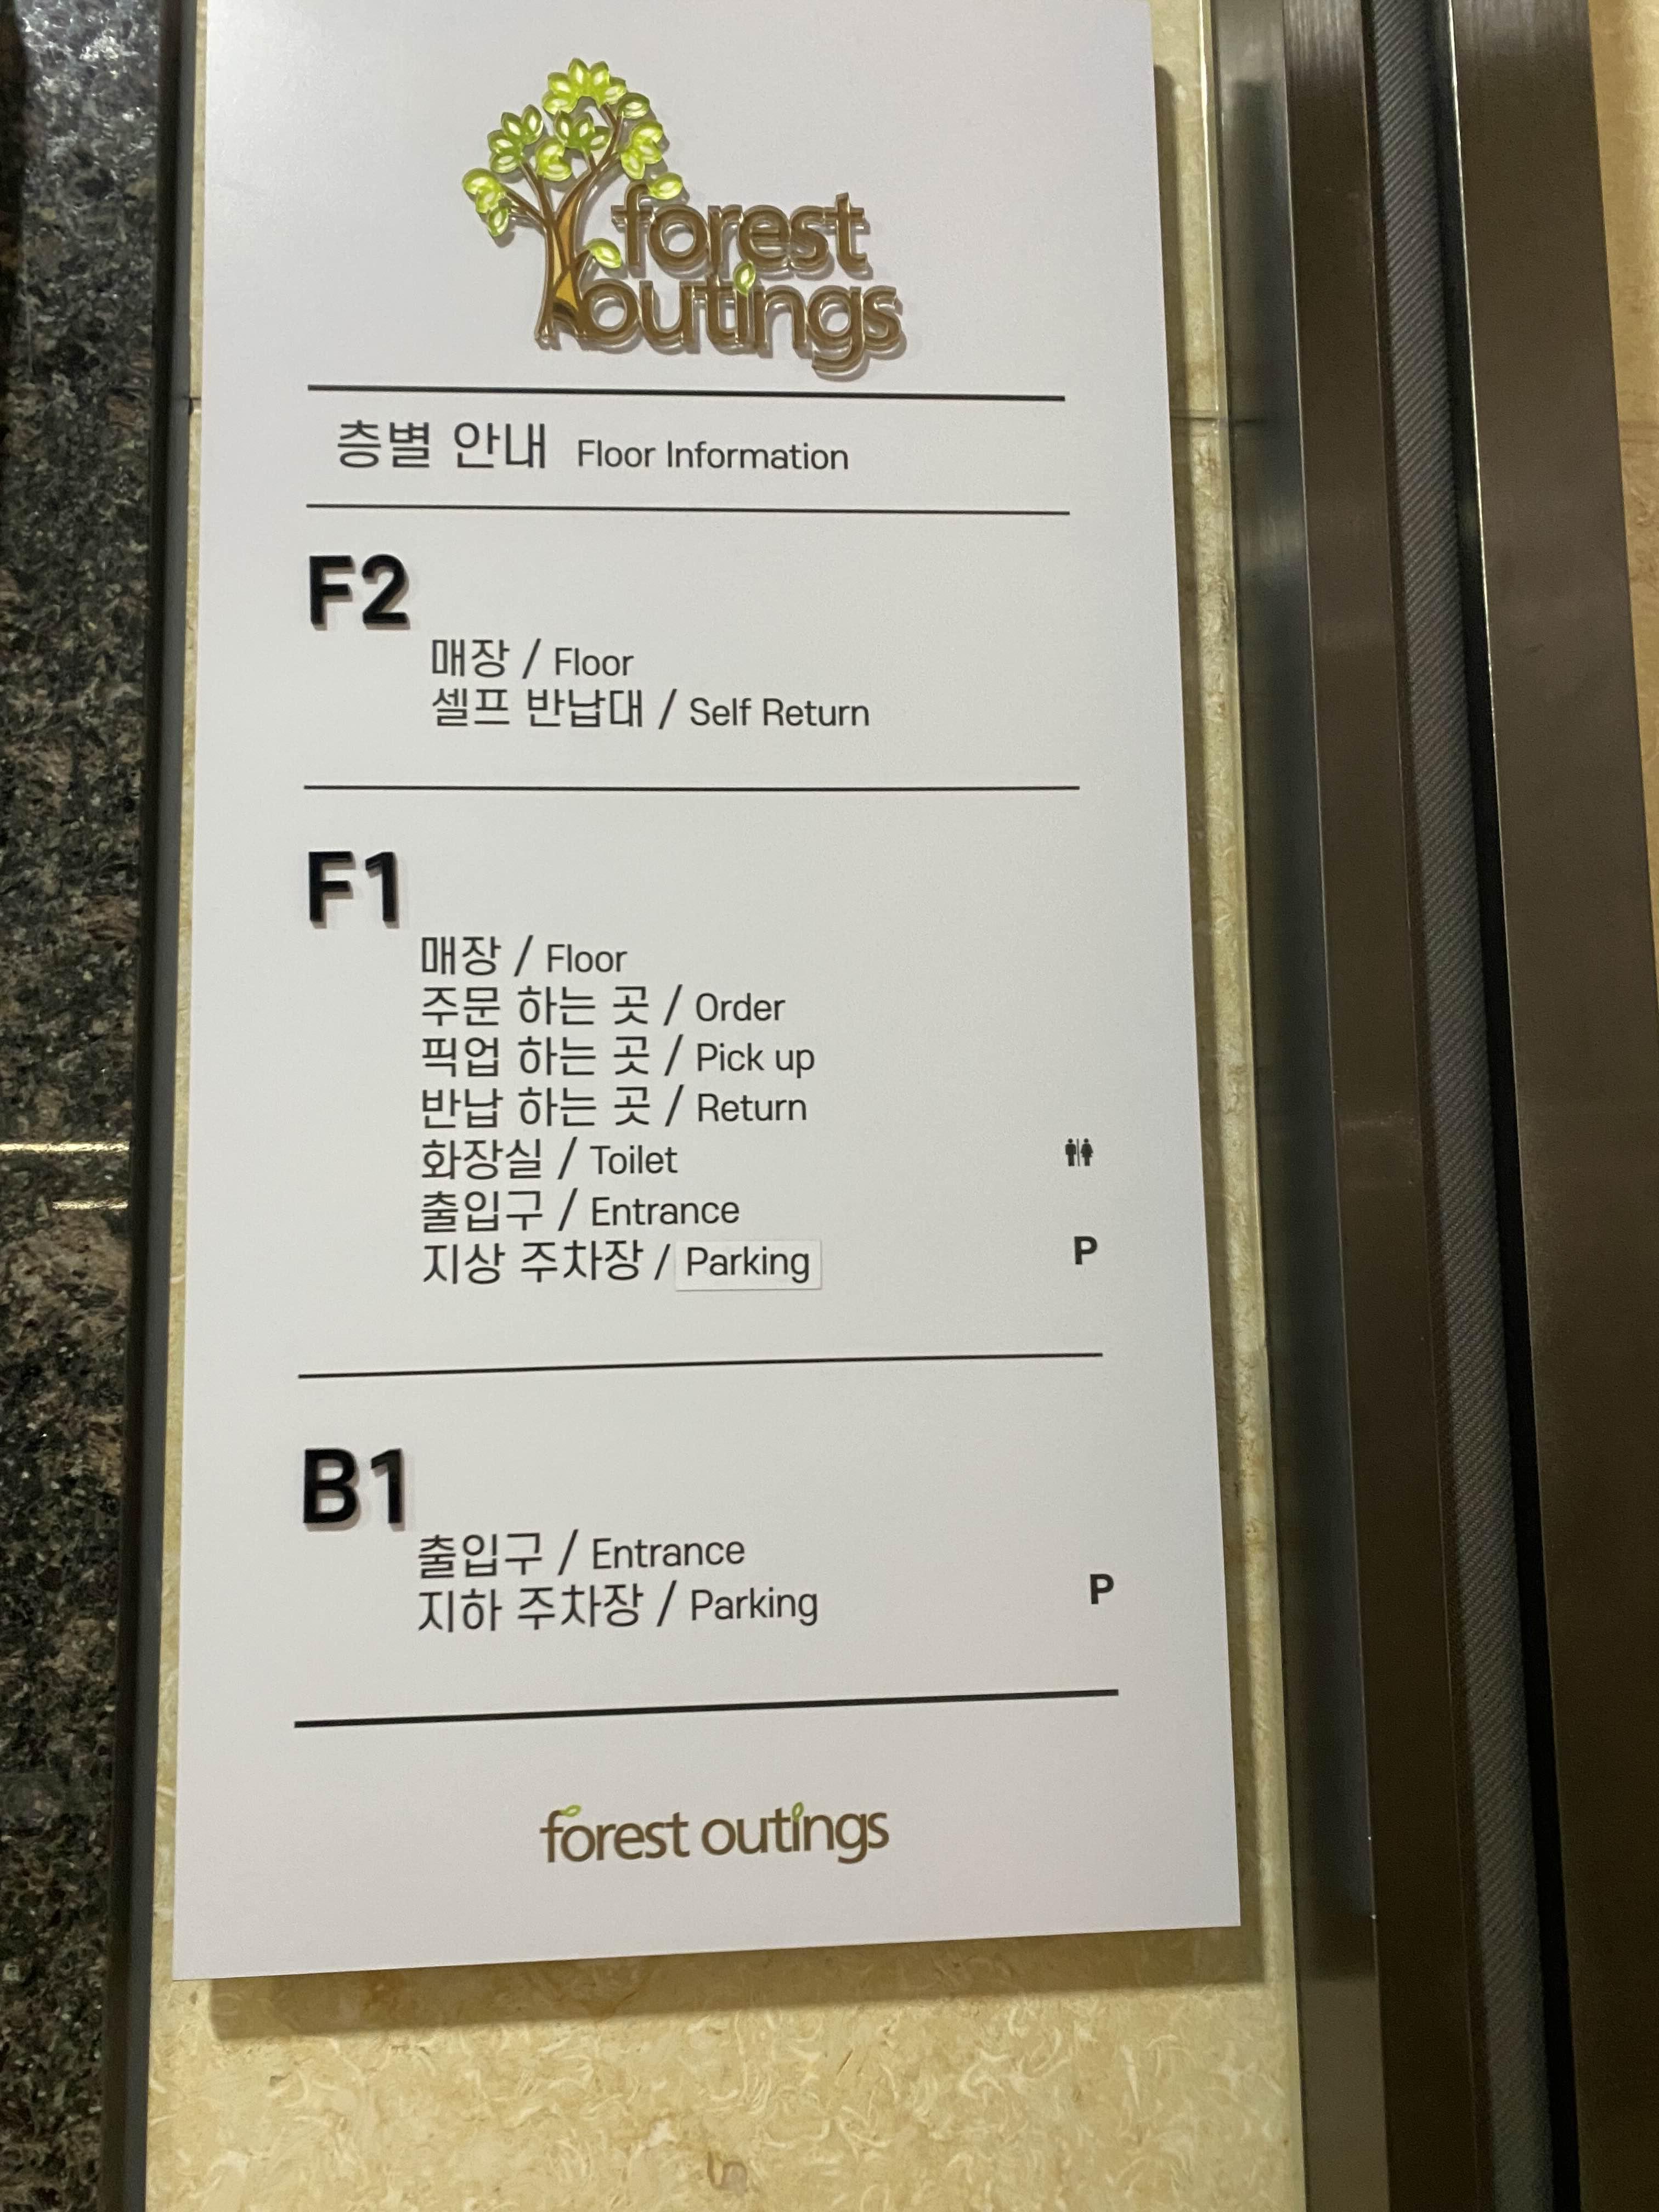 forest
outings
층별 안내 Floor Information
F2
매장 / Floor
셀프 반납대 / Self Return
F1
매장 / Floor
주문 하는 곳 / Order
픽업 하는 곳 / Pick up
반납 하는 곳 / Return
화장실 / Toilet
출입구 / Entrance
지상 주차장 / Parking P
B1
출입구 / Entrance
지하 주차장 / Parking P
forest outings